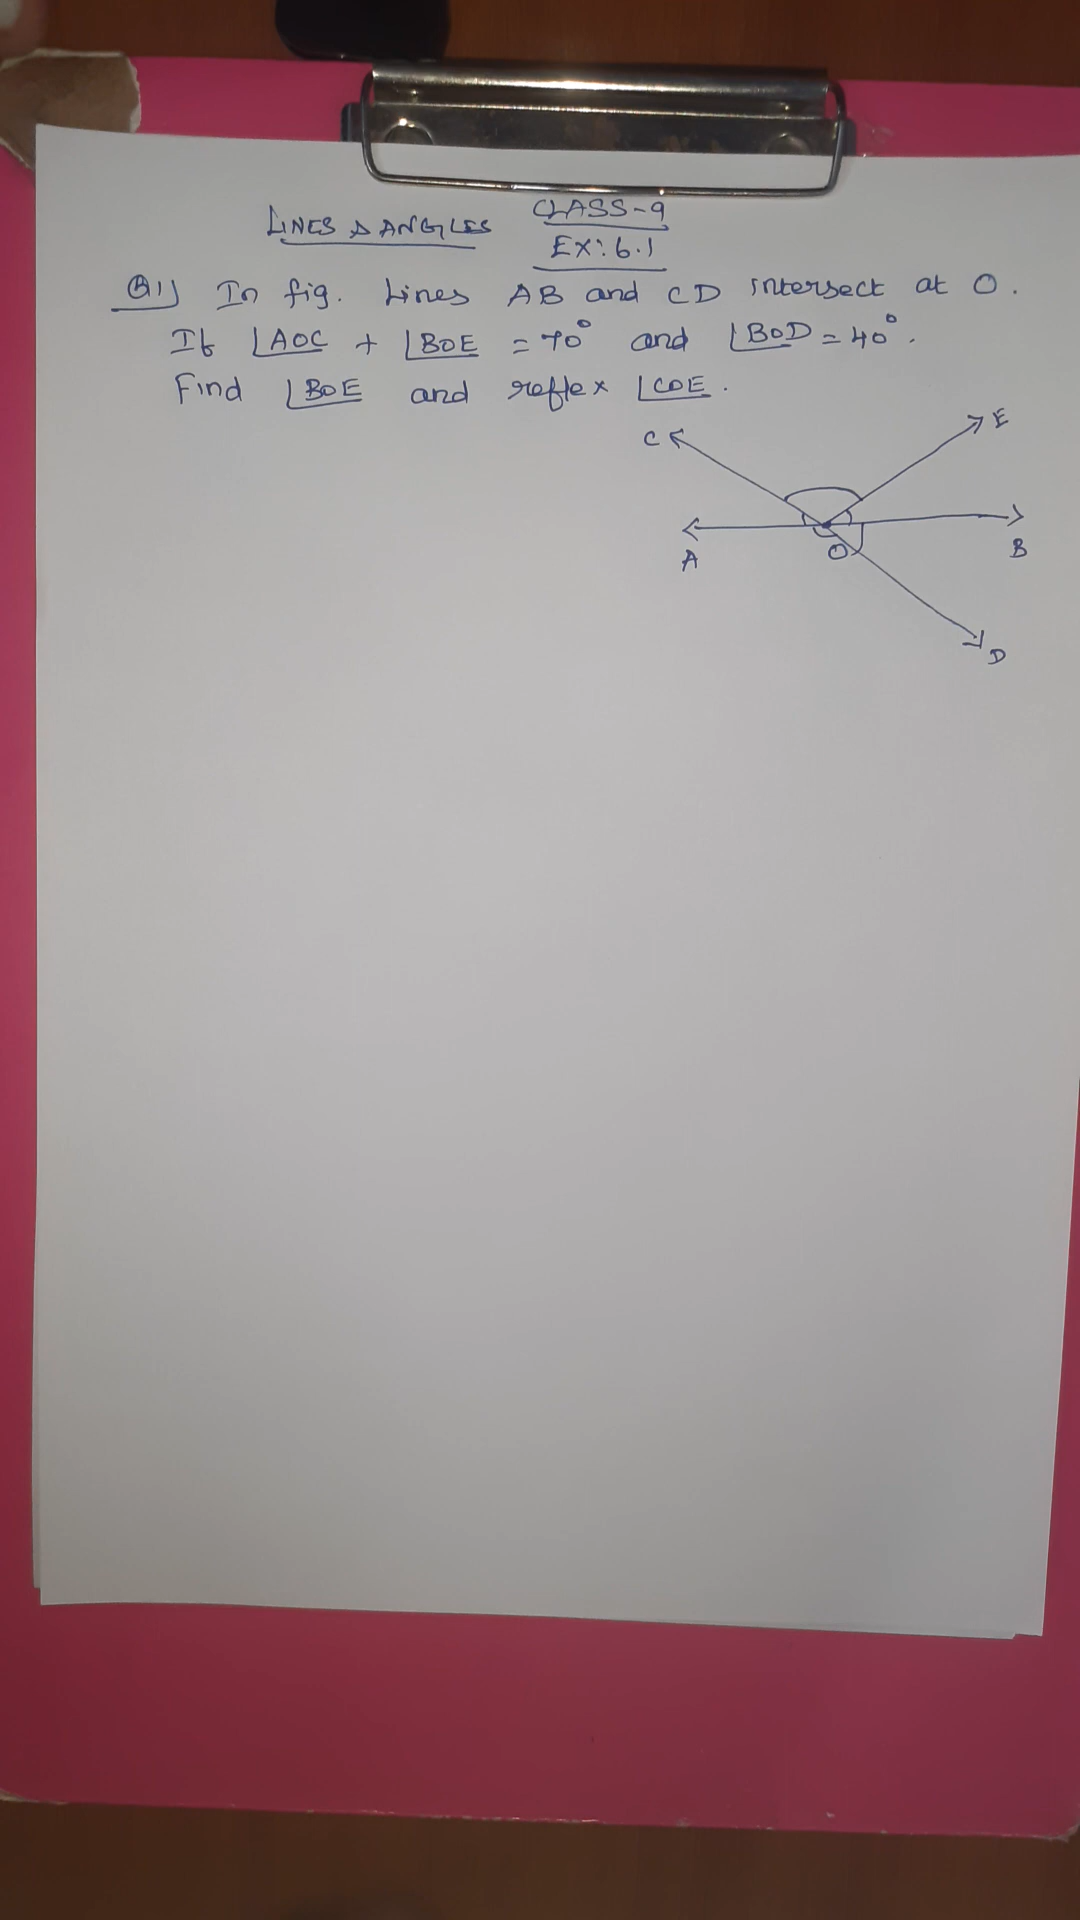 LINES & ANGLES CLASS-9
EX: 6.1
Q1) In fig. Lines AB and CD intersect at O.
If ∠AOC + ∠BOE = 70° and ∠BOD = 40°.
Find ∠BOE and reflex ∠COE.
C E
A O B
D